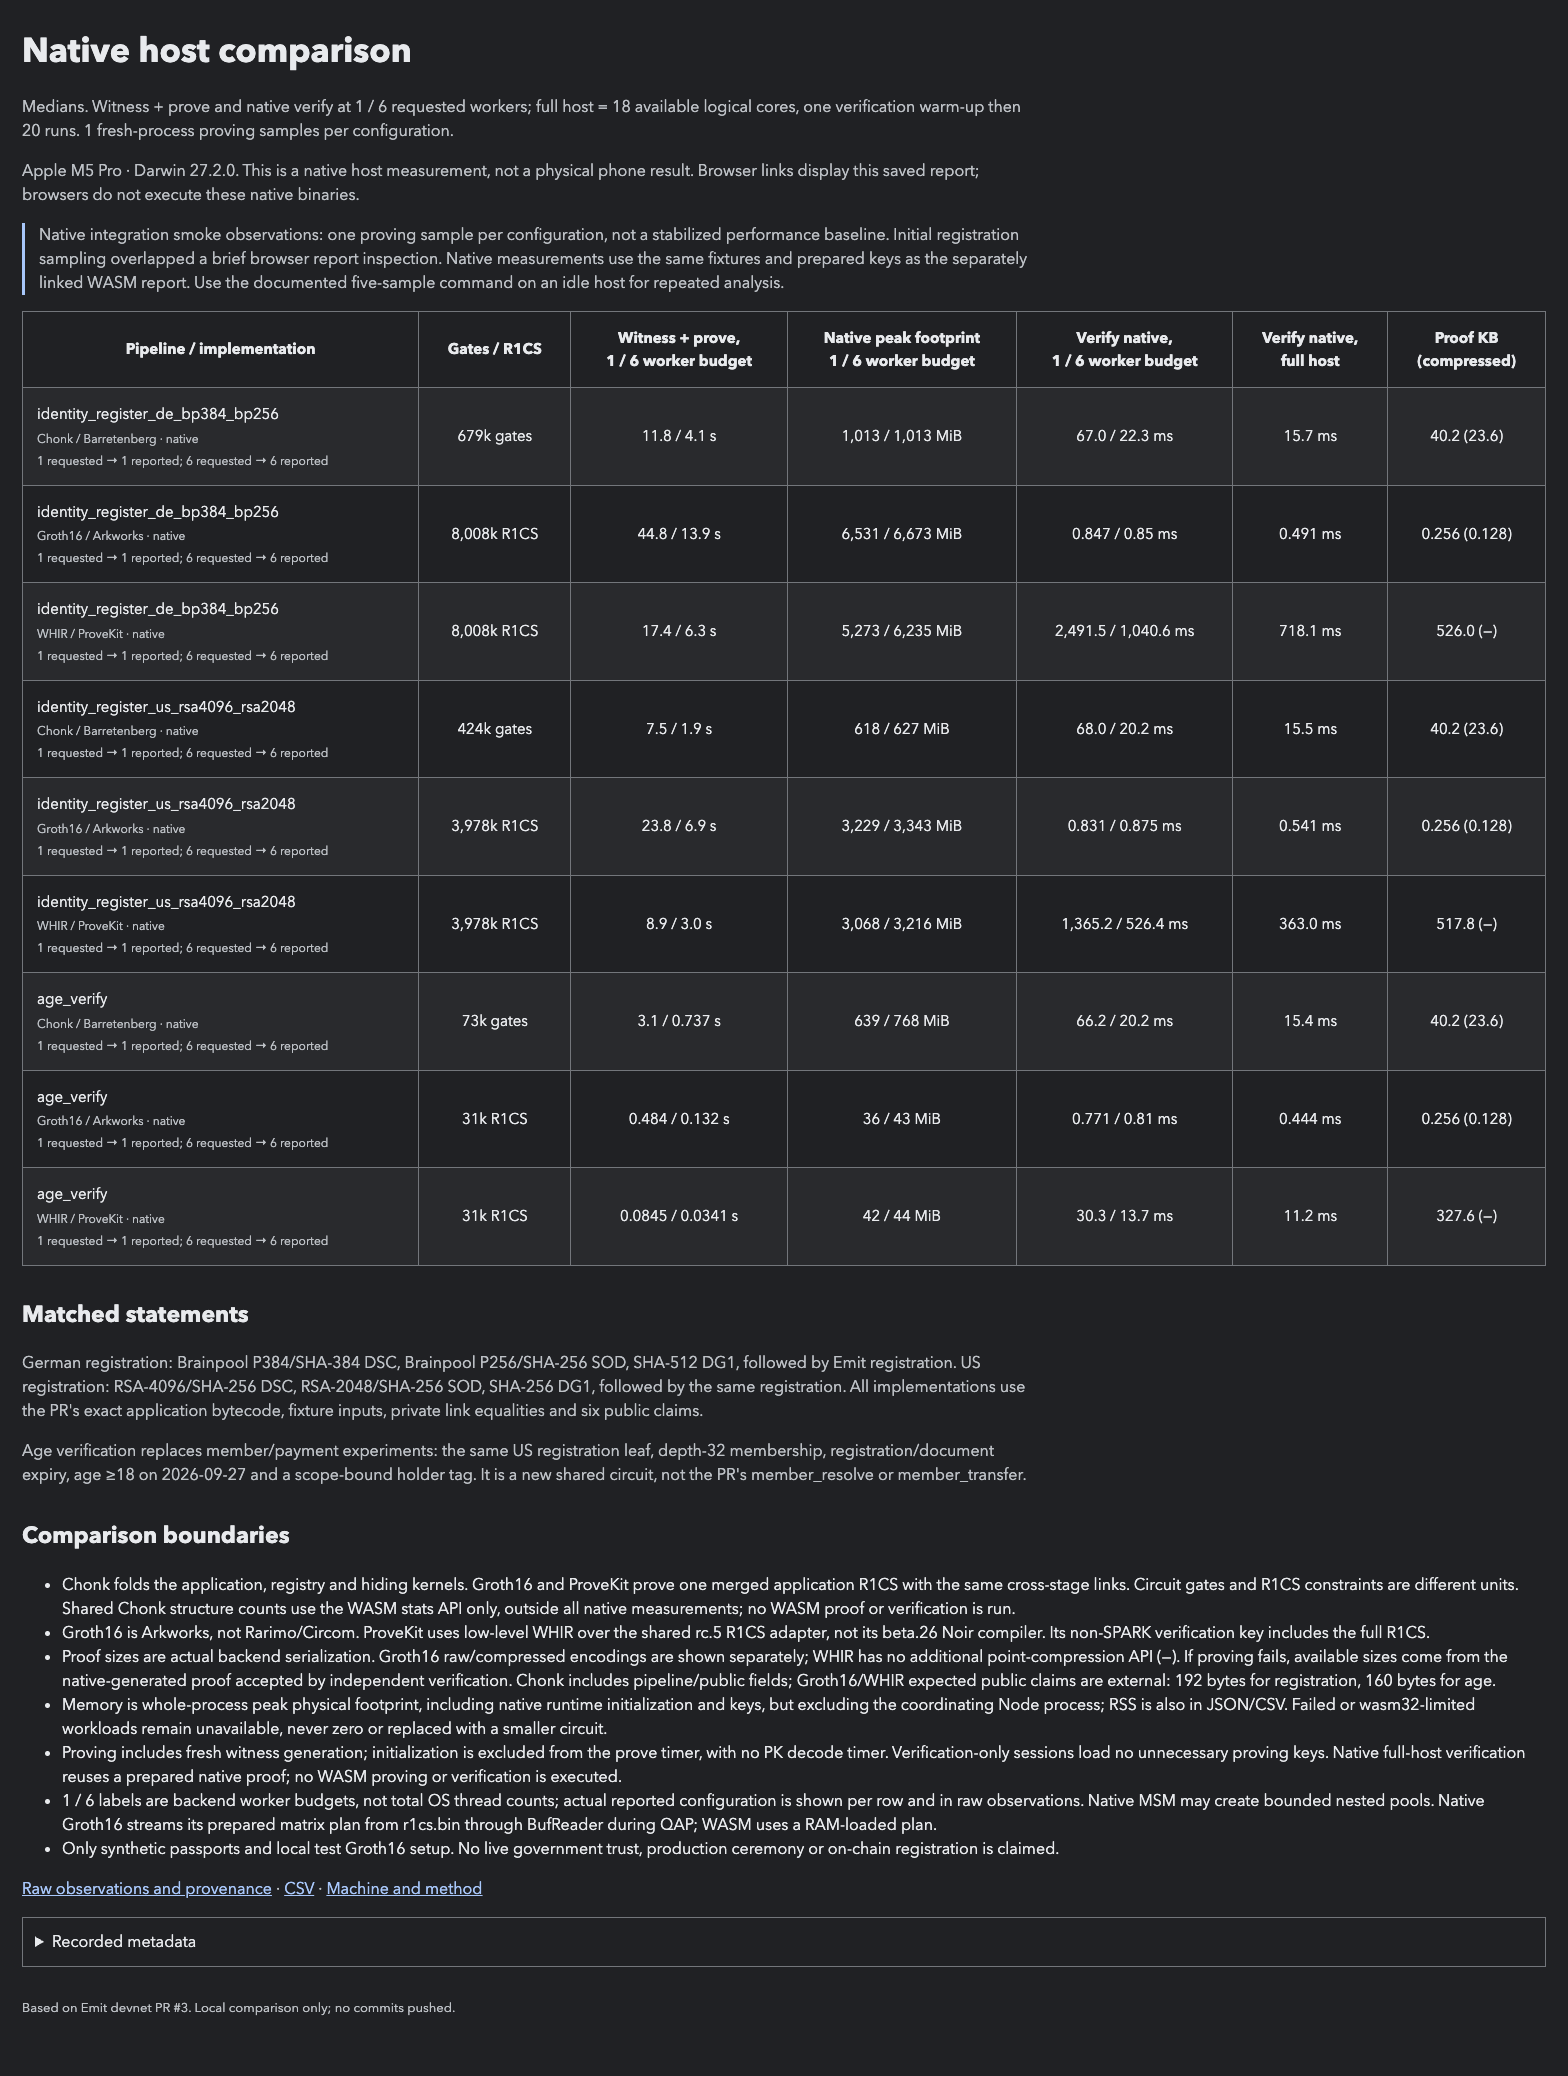 Native host comparison
Medians. Witness + prove and native verify at 1 / 6 requested workers; full host = 18 available logical cores, one verification warm-up then
20 runs. 1 fresh-process proving samples per configuration.
Apple M5 Pro · Darwin 27.2.0. This is a native host measurement, not a physical phone result. Browser links display this saved report;
browsers do not execute these native binaries.
Native integration smoke observations: one proving sample per configuration, not a stabilized performance baseline. Initial registration
sampling overlapped a brief browser report inspection. Native measurements use the same fixtures and prepared keys as the separately
linked WASM report. Use the documented five-sample command on an idle host for repeated analysis.
Pipeline / implementation
Gates / R1CS
Witness + prove,
1 / 6 worker budget
Native peak footprint
1 / 6 worker budget
Verify native,
1 / 6 worker budget
Verify native,
full host
Proof KB
(compressed)
identity_register_de_bp384_bp256
Chonk / Barretenberg · native
1 requested → 1 reported; 6 requested → 6 reported
679k gates
11.8 / 4.1 s
1,013 / 1,013 MiB
67.0 / 22.3 ms
15.7 ms
40.2 (23.6)
identity_register_de_bp384_bp256
Groth16 / Arkworks · native
1 requested → 1 reported; 6 requested → 6 reported
8,008k R1CS
44.8 / 13.9 s
6,531 / 6,673 MiB
0.847 / 0.85 ms
0.491 ms
0.256 (0.128)
identity_register_de_bp384_bp256
WHIR / ProveKit · native
1 requested → 1 reported; 6 requested → 6 reported
8,008k R1CS
17.4 / 6.3 s
5,273 / 6,235 MiB
2,491.5 / 1,040.6 ms
718.1 ms
526.0 (—)
identity_register_us_rsa4096_rsa2048
Chonk / Barretenberg · native
1 requested → 1 reported; 6 requested → 6 reported
424k gates
7.5 / 1.9 s
618 / 627 MiB
68.0 / 20.2 ms
15.5 ms
40.2 (23.6)
identity_register_us_rsa4096_rsa2048
Groth16 / Arkworks · native
1 requested → 1 reported; 6 requested → 6 reported
3,978k R1CS
23.8 / 6.9 s
3,229 / 3,343 MiB
0.831 / 0.875 ms
0.541 ms
0.256 (0.128)
identity_register_us_rsa4096_rsa2048
WHIR / ProveKit · native
1 requested → 1 reported; 6 requested → 6 reported
3,978k R1CS
8.9 / 3.0 s
3,068 / 3,216 MiB
1,365.2 / 526.4 ms
363.0 ms
517.8 (—)
age_verify
Chonk / Barretenberg · native
1 requested → 1 reported; 6 requested → 6 reported
73k gates
3.1 / 0.737 s
639 / 768 MiB
66.2 / 20.2 ms
15.4 ms
40.2 (23.6)
age_verify
Groth16 / Arkworks · native
1 requested → 1 reported; 6 requested → 6 reported
31k R1CS
0.484 / 0.132 s
36 / 43 MiB
0.771 / 0.81 ms
0.444 ms
0.256 (0.128)
age_verify
WHIR / ProveKit · native
1 requested → 1 reported; 6 requested → 6 reported
31k R1CS
0.0845 / 0.0341 s
42 / 44 MiB
30.3 / 13.7 ms
11.2 ms
327.6 (—)
Matched statements
German registration: Brainpool P384/SHA-384 DSC, Brainpool P256/SHA-256 SOD, SHA-512 DG1, followed by Emit registration. US
registration: RSA-4096/SHA-256 DSC, RSA-2048/SHA-256 SOD, SHA-256 DG1, followed by the same registration. All implementations use
the PR's exact application bytecode, fixture inputs, private link equalities and six public claims.
Age verification replaces member/payment experiments: the same US registration leaf, depth-32 membership, registration/document
expiry, age ≥18 on 2026-09-27 and a scope-bound holder tag. It is a new shared circuit, not the PR's member_resolve or member_transfer.
Comparison boundaries
• Chonk folds the application, registry and hiding kernels. Groth16 and ProveKit prove one merged application R1CS with the same cross-stage links. Circuit gates and R1CS constraints are different units.
Shared Chonk structure counts use the WASM stats API only, outside all native measurements; no WASM proof or verification is run.
• Groth16 is Arkworks, not Rarimo/Circom. ProveKit uses low-level WHIR over the shared rc.5 R1CS adapter, not its beta.26 Noir compiler. Its non-SPARK verification key includes the full R1CS.
• Proof sizes are actual backend serialization. Groth16 raw/compressed encodings are shown separately; WHIR has no additional point-compression API (—). If proving fails, available sizes come from the
native-generated proof accepted by independent verification. Chonk includes pipeline/public fields; Groth16/WHIR expected public claims are external: 192 bytes for registration, 160 bytes for age.
• Memory is whole-process peak physical footprint, including native runtime initialization and keys, but excluding the coordinating Node process; RSS is also in JSON/CSV. Failed or wasm32-limited
workloads remain unavailable, never zero or replaced with a smaller circuit.
• Proving includes fresh witness generation; initialization is excluded from the prove timer, with no PK decode timer. Verification-only sessions load no unnecessary proving keys. Native full-host verification
reuses a prepared native proof; no WASM proving or verification is executed.
• 1 / 6 labels are backend worker budgets, not total OS thread counts; actual reported configuration is shown per row and in raw observations. Native MSM may create bounded nested pools. Native
Groth16 streams its prepared matrix plan from r1cs.bin through BufReader during QAP; WASM uses a RAM-loaded plan.
• Only synthetic passports and local test Groth16 setup. No live government trust, production ceremony or on-chain registration is claimed.
Raw observations and provenance · CSV · Machine and method
▶ Recorded metadata
Based on Emit devnet PR #3. Local comparison only; no commits pushed.